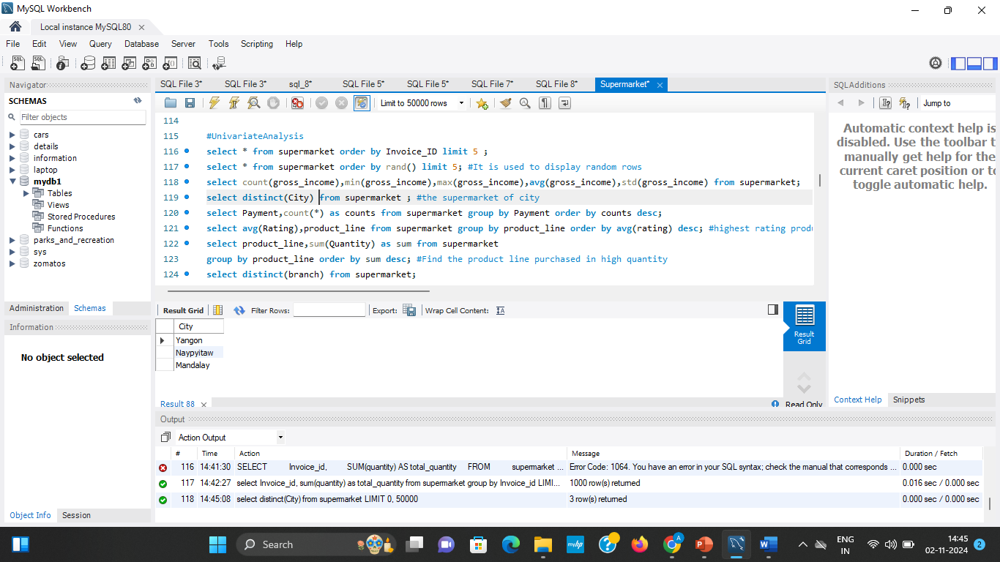 MySQL Workbench
Local instance MySQL80
File Edit View Query Database Server Tools Scripting Help
Navigator
SCHEMAS
Filter objects
cars
details
information
laptop
mydb1
Tables
Views
Stored Procedures
Functions
parks_and_recreation
sys
zomatos
Administration Schemas
Information
No object selected
Object Info Session
SQL File 3* SQL File 3* sql_8* SQL File 5* SQL File 5* SQL File 7* SQL File 8* Supermarket*
Limit to 50000 rows
114
115 #UnivariateAnalysis
116 select * from supermarket order by Invoice_ID limit 5 ;
117 select * from supermarket order by rand() limit 5; #It is used to display random rows
118 select count(gross_income),min(gross_income),max(gross_income),avg(gross_income),std(gross_income) from supermarket;
119 select distinct(City) from supermarket ; #the supermarket of city
120 select Payment,count(*) as counts from supermarket group by Payment order by counts desc;
121 select avg(Rating),product_line from supermarket group by product_line order by avg(rating) desc; #highest rating produ
122 select product_line,sum(Quantity) as sum from supermarket
123 group by product_line order by sum desc; #Find the product line purchased in high quantity
124 select distinct(branch) from supermarket;
Result Grid Filter Rows: Export: Wrap Cell Content:
City
Yangon
Naypyitaw
Mandalay
Result Grid
Result 88
Read Only
SQLAdditions
Jump to
Automatic context help is
disabled. Use the toolbar t
manually get help for the
current caret position or to
toggle automatic help.
Context Help Snippets
Output
Action Output
# Time Action Message Duration / Fetch
116 14:41:30 SELECT Invoice_id, SUM(quantity) AS total_quantity FROM supermarket ... Error Code: 1064. You have an error in your SQL syntax; check the manual that corresponds ... 0.000 sec
117 14:42:27 select Invoice_id, sum(quantity) as total_quantity from supermarket group by Invoice_id LIMI... 1000 row(s) returned 0.016 sec / 0.000 sec
118 14:45:08 select distinct(City) from supermarket LIMIT 0, 50000 3 row(s) returned 0.000 sec / 0.000 sec
Search
myhp
A
ENG
IN
14:45
02-11-2024
2